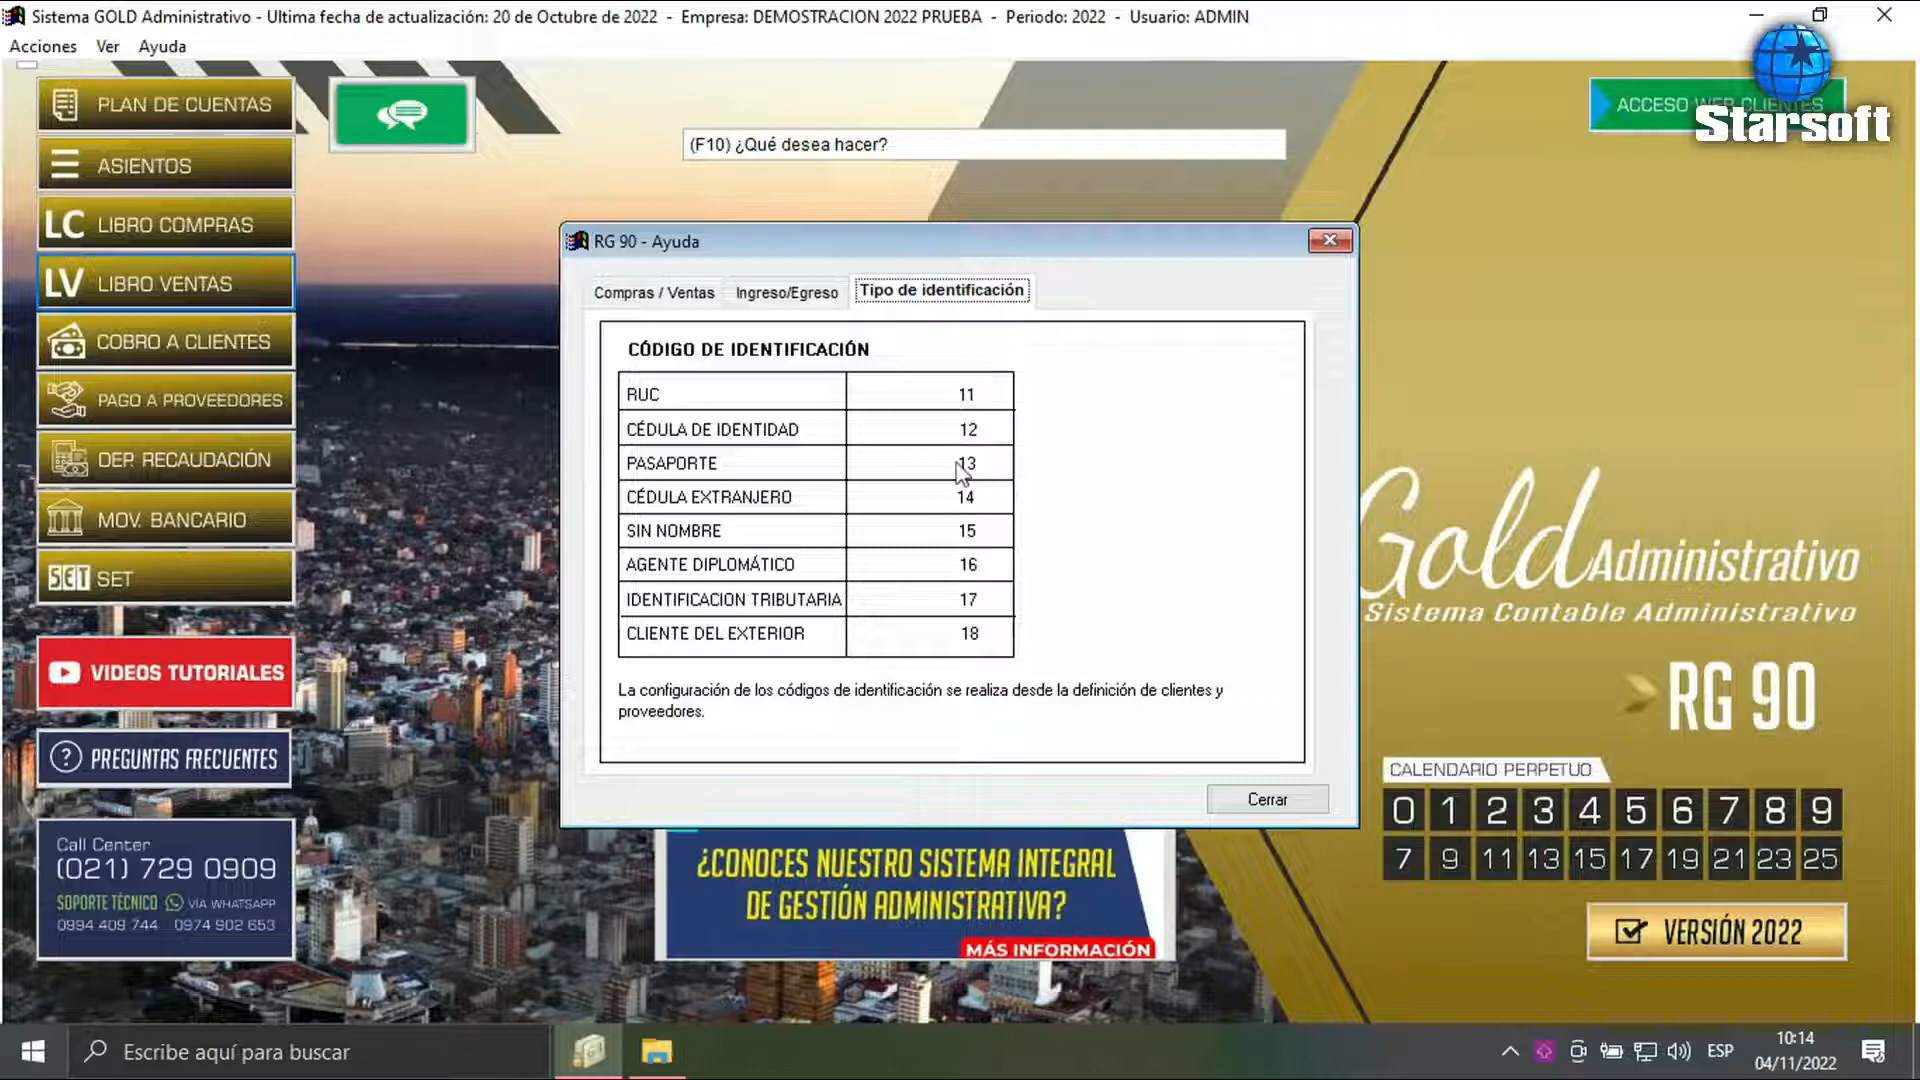 Sistema GOLD Administrativo - Ultima fecha de actualización: 20 de Octubre de 2022 - Empresa: DEMOSTRACION 2022 PRUEBA - Periodo: 2022 - Usuario: ADMIN
Acciones Ver Ayuda
PLAN DE CUENTAS
ASIENTOS
LC LIBRO COMPRAS
LV LIBRO VENTAS
COBRO A CLIENTES
PAGO A PROVEEDORES
DEP. RECAUDACIÓN
MOV. BANCARIO
SET SET
VIDEOS TUTORIALES
? PREGUNTAS FRECUENTES
Call Center
(021) 729 0909
SOPORTE TÉCNICO VIA WHATSAPP
0994 409 744 0974 902 653
(F10) ¿Qué desea hacer?
ACCESO WEB CLIENTES
Starsoft
RG 90 - Ayuda
Compras / Ventas Ingreso/Egreso Tipo de identificación
CÓDIGO DE IDENTIFICACIÓN
RUC 11
CÉDULA DE IDENTIDAD 12
PASAPORTE 13
CÉDULA EXTRANJERO 14
SIN NOMBRE 15
AGENTE DIPLOMÁTICO 16
IDENTIFICACION TRIBUTARIA 17
CLIENTE DEL EXTERIOR 18
La configuración de los códigos de identificación se realiza desde la definición de clientes y
proveedores.
Cerrar
¿CONOCES NUESTRO SISTEMA INTEGRAL
DE GESTIÓN ADMINISTRATIVA?
MÁS INFORMACIÓN
Gold Administrativo
Sistema Contable Administrativo
RG 90
CALENDARIO PERPETUO
0 1 2 3 4 5 6 7 8 9
7 9 11 13 15 17 19 21 23 25
VERSIÓN 2022
Escribe aquí para buscar
ESP
10:14
04/11/2022